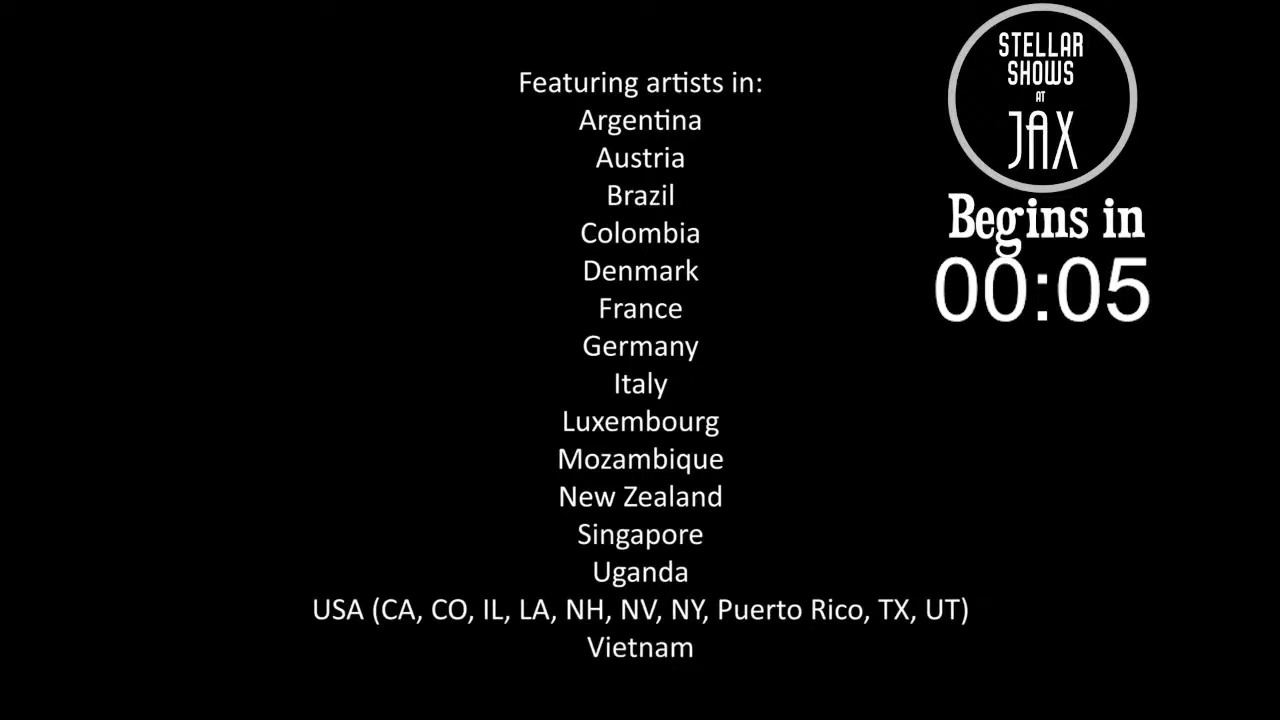 Featuring artists in:
Argentina
Austria
Brazil
Colombia
Denmark
France
Germany
Italy
Luxembourg
Mozambique
New Zealand
Singapore
Uganda
USA (CA, CO, IL, LA, NH, NV, NY, Puerto Rico, TX, UT)
Vietnam
STELLAR
SHOWS
AT
JAX
Begins in
00:05